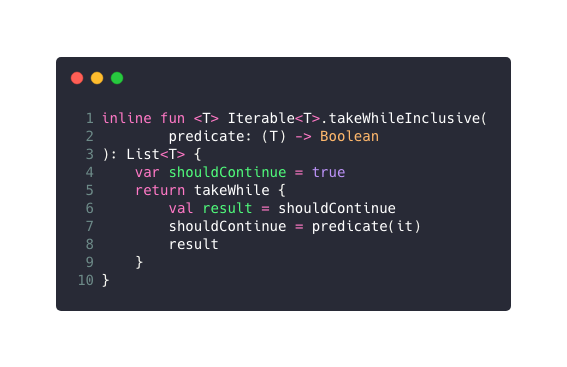 1 inline fun <T> Iterable<T>.takeWhileInclusive(
2         predicate: (T) -> Boolean
3 ): List<T> {
4     var shouldContinue = true
5     return takeWhile {
6         val result = shouldContinue
7         shouldContinue = predicate(it)
8         result
9     }
10 }